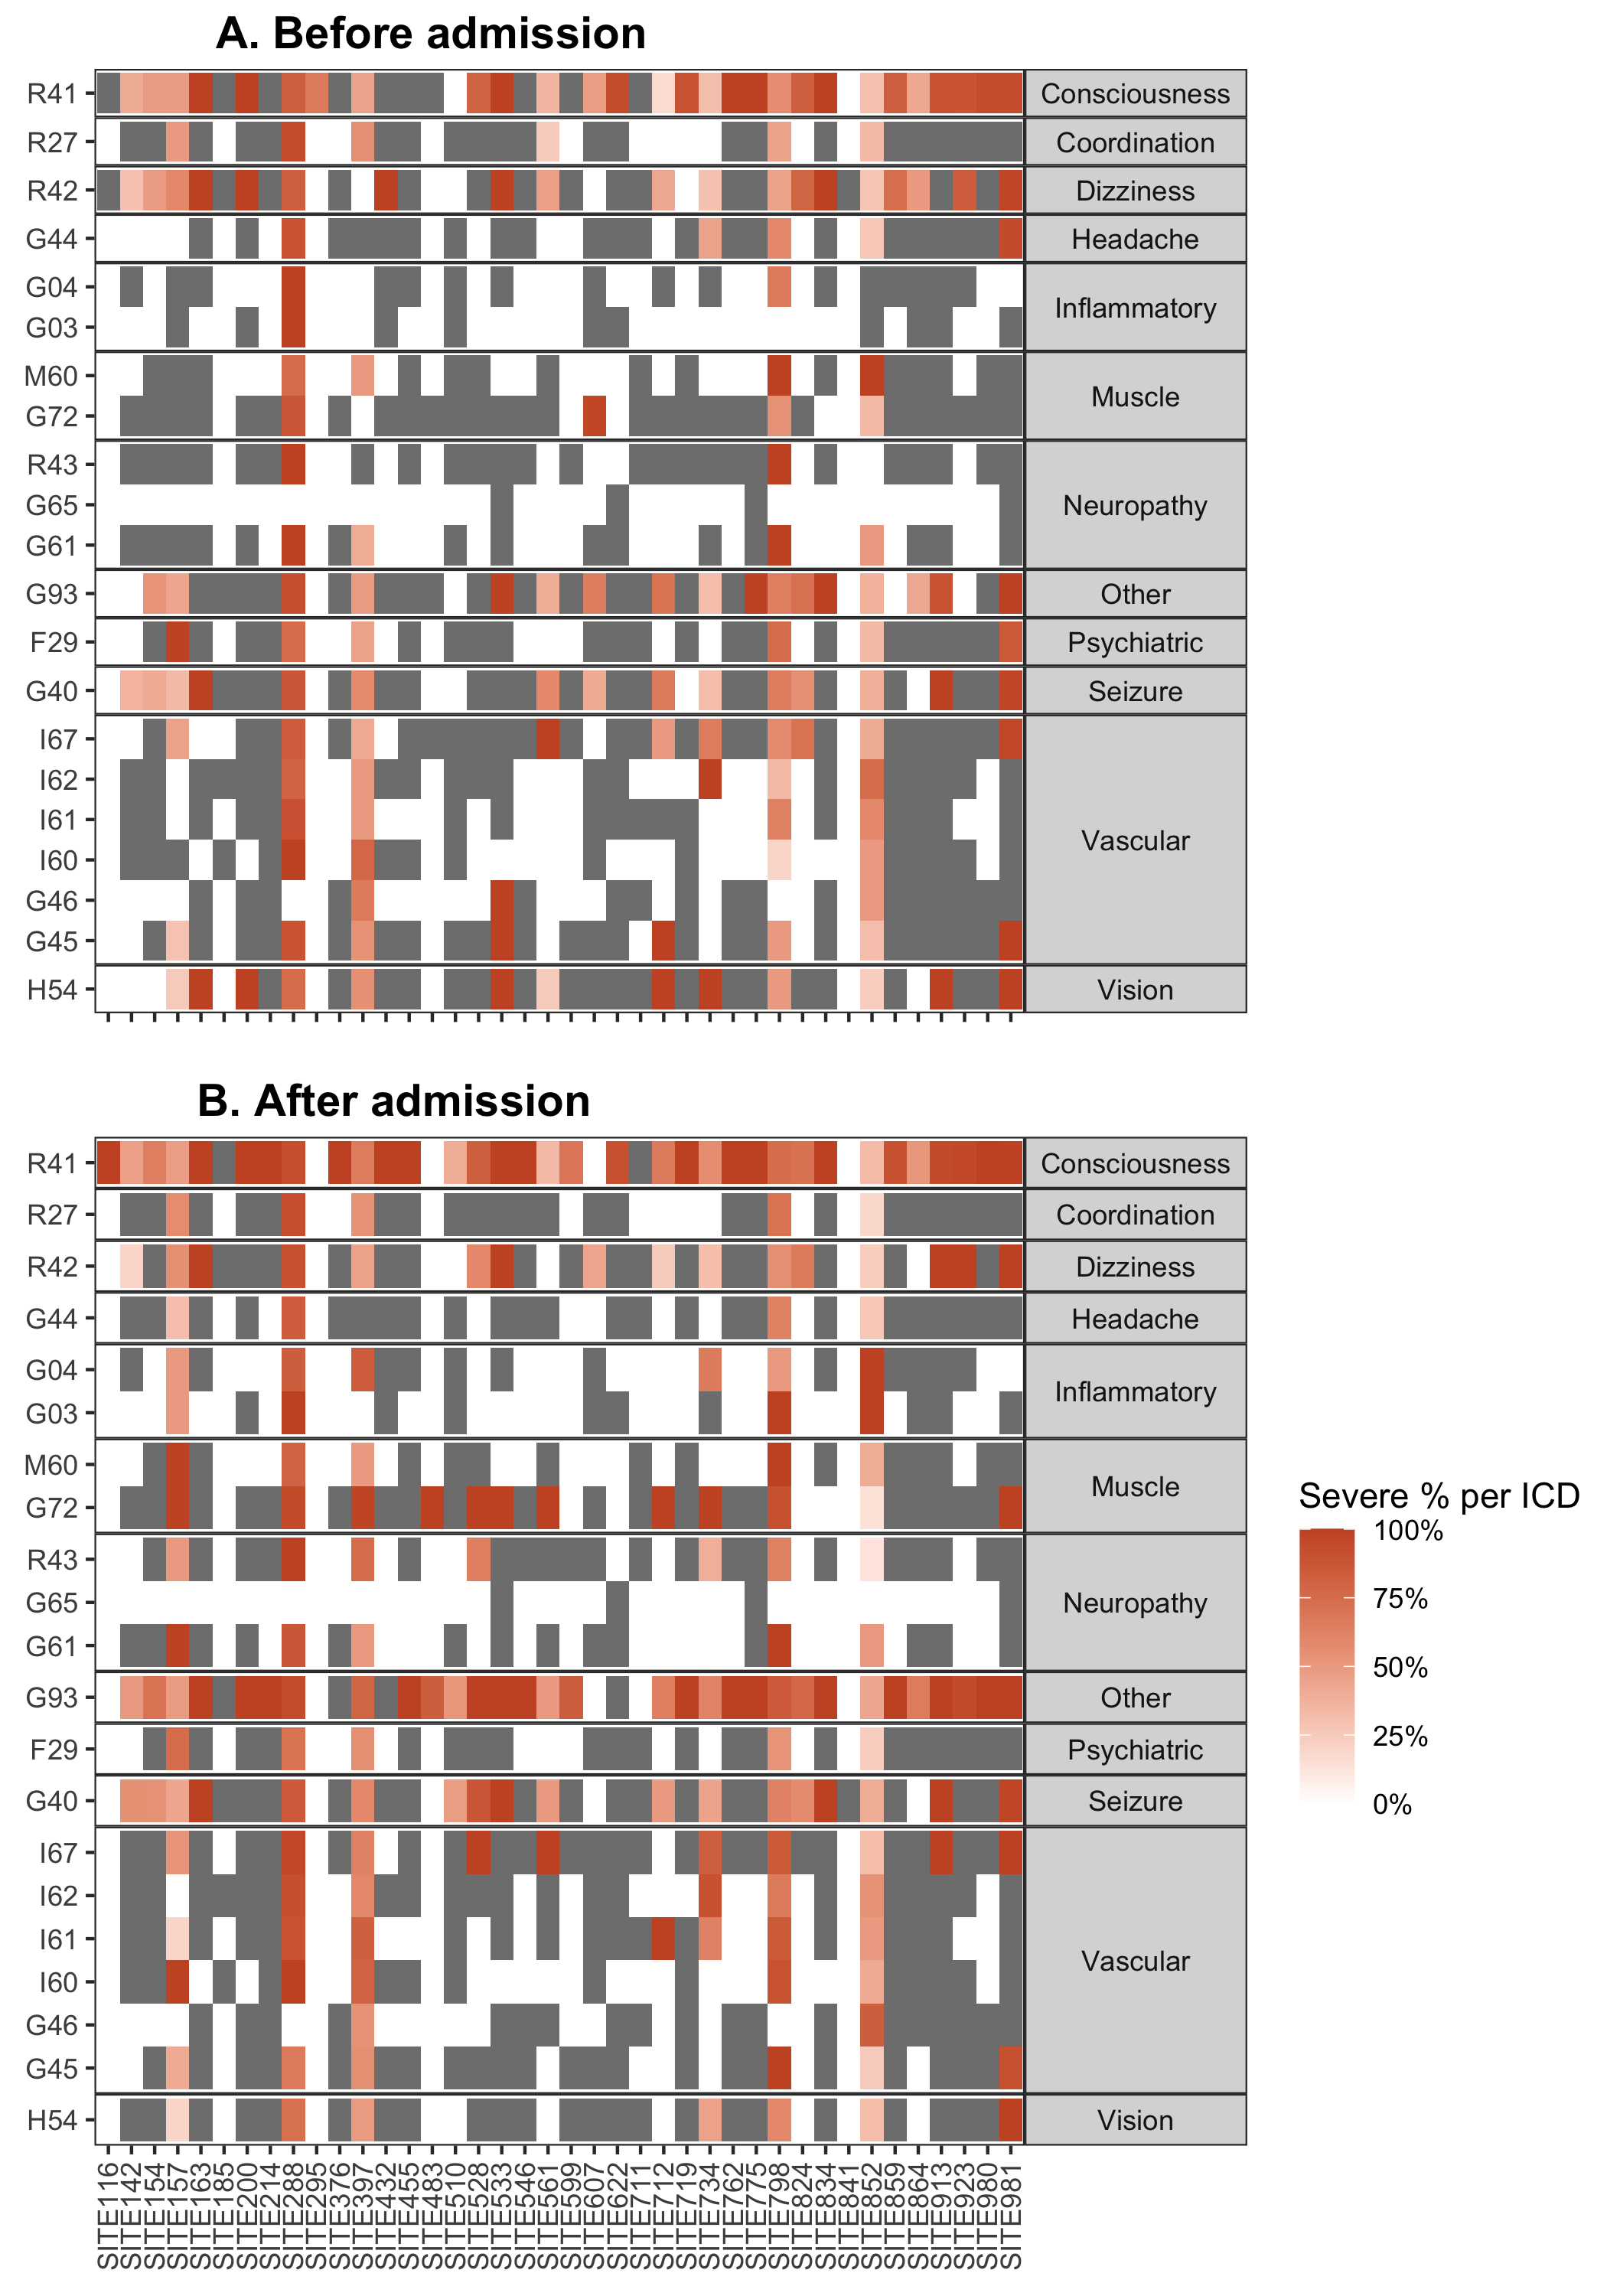 A. Before admission
R41 Consciousness
R27 Coordination
R42 Dizziness
G44 Headache
G04
Inflammatory
G03
M60
Muscle
G72
R43
G65 Neuropathy
G61
G93 Other
F29 Psychiatric
G40 Seizure
I67
I62
I61
Vascular
I60
G46
G45
H54 Vision
B. After admission
R41 Consciousness
R27 Coordination
R42 Dizziness
G44 Headache
G04
Inflammatory
G03
M60
Muscle
G72
R43
G65 Neuropathy
G61
G93 Other
F29 Psychiatric
G40 Seizure
I67
I62
I61
Vascular
I60
G46
G45
H54 Vision
SITE116
SITE142
SITE154
SITE157
SITE163
SITE185
SITE200
SITE214
SITE288
SITE295
SITE376
SITE397
SITE432
SITE455
SITE483
SITE510
SITE528
SITE533
SITE546
SITE561
SITE599
SITE607
SITE622
SITE711
SITE712
SITE719
SITE734
SITE762
SITE775
SITE798
SITE824
SITE834
SITE841
SITE852
SITE859
SITE864
SITE913
SITE923
SITE980
SITE981
Severe % per ICD
100%
75%
50%
25%
0%